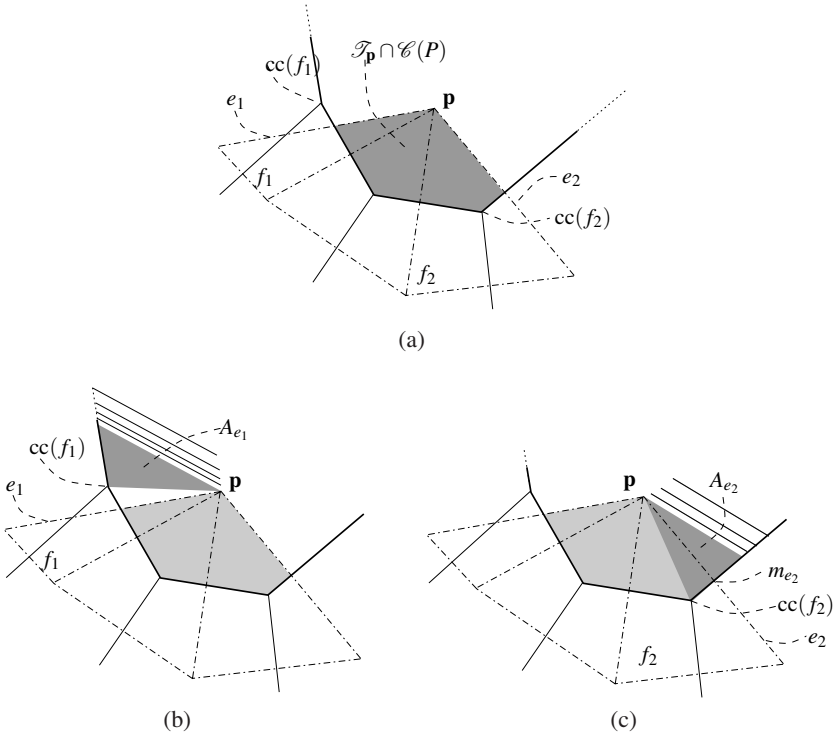 𝒯p ∩ 𝒞(P)
cc(f1)
p
e1
f1
e2
cc(f2)
f2
(a)
Ae1
cc(f1)
p
e1
f1
(b)
p
Ae2
me2
cc(f2)
e2
f2
(c)